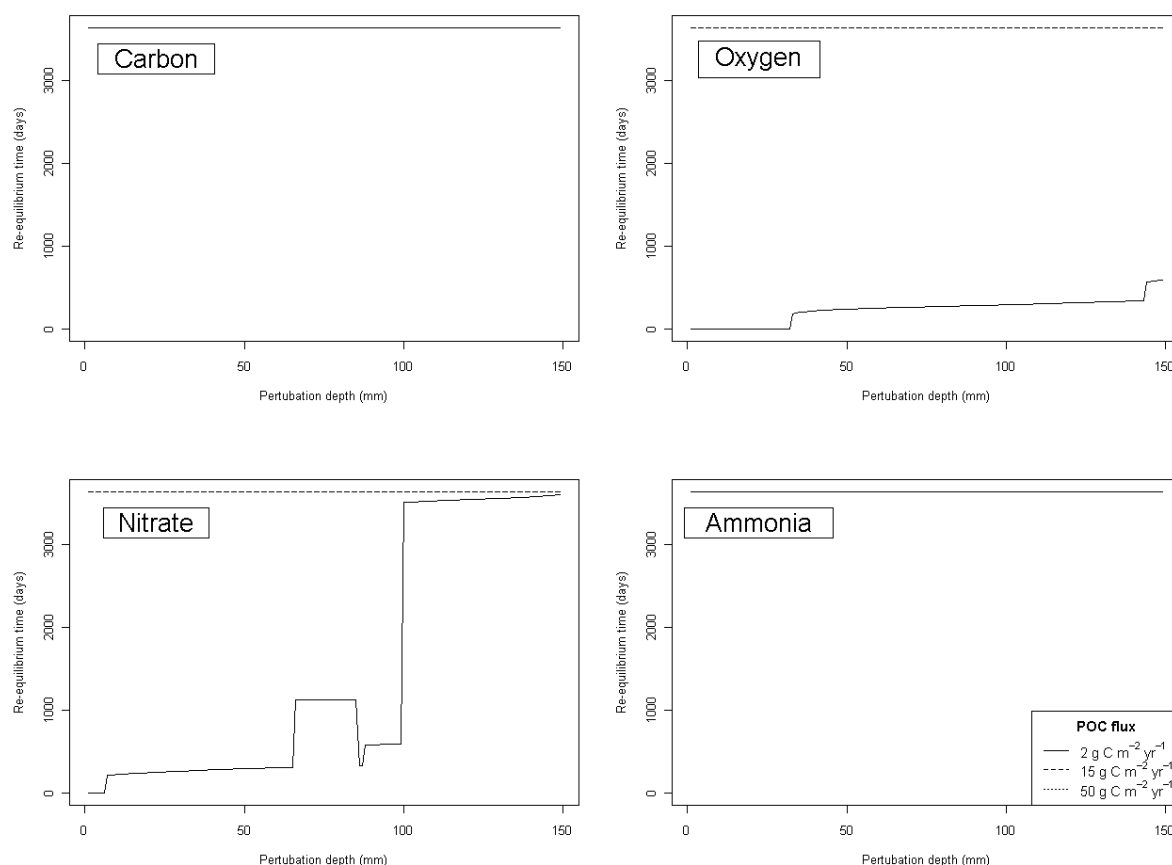 Carbon
Re-equilibrium time (days)
0
1000
2000
3000
0
50
100
150
Pertubation depth (mm)
Oxygen
Re-equilibrium time (days)
0
1000
2000
3000
0
50
100
150
Pertubation depth (mm)
Nitrate
Re-equilibrium time (days)
0
1000
2000
3000
0
50
100
150
Pertubation depth (mm)
Ammonia
Re-equilibrium time (days)
0
1000
2000
3000
0
50
100
150
Pertubation depth (mm)
POC flux
2 g C m⁻² yr⁻¹
15 g C m⁻² yr⁻¹
50 g C m⁻² yr⁻¹